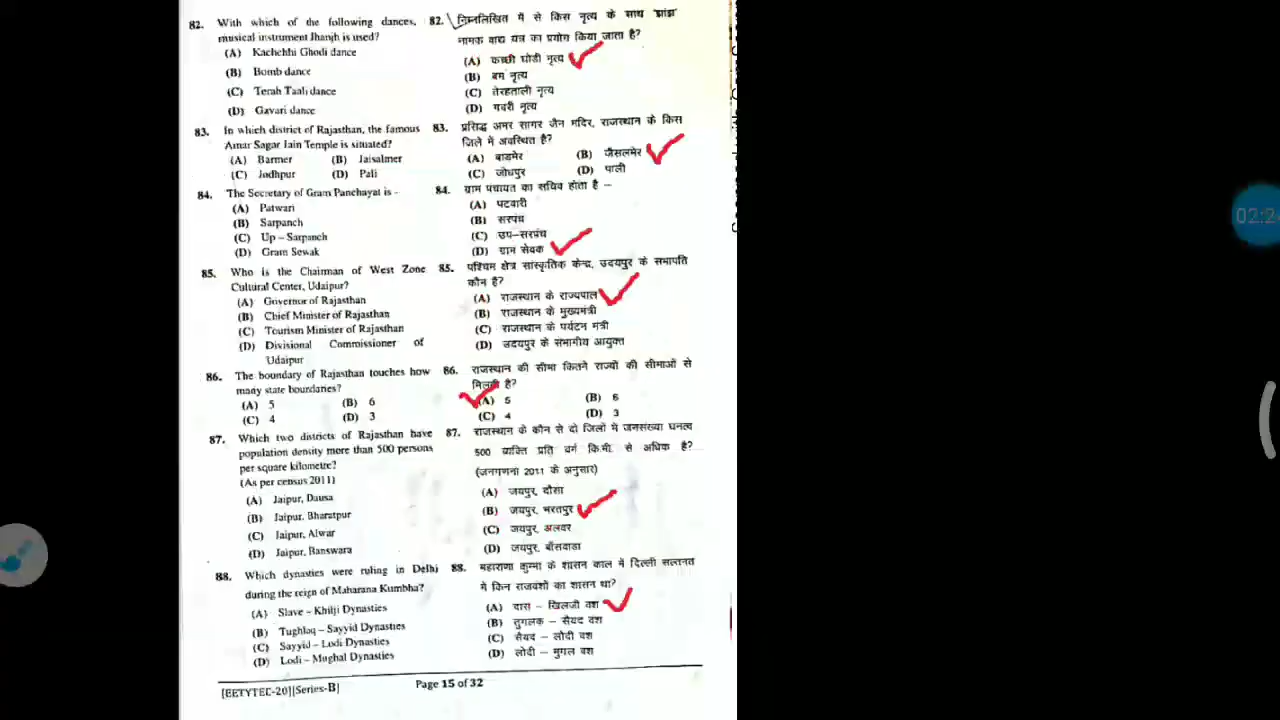 82. With which of the following dances,
musical instrument Jhanjh is used?
(A) Kachchhi Ghodi dance
(B) Bomb dance
(C) Terah Taali dance
(D) Gavari dance
83. In which district of Rajasthan, the famous
Amar Sagar Jain Temple is situated?
(A) Barmer (B) Jaisalmer
(C) Jodhpur (D) Pali
84. The Secretary of Gram Panchayat is –
(A) Patwari
(B) Sarpanch
(C) Up – Sarpanch
(D) Gram Sewak
85. Who is the Chairman of West Zone
Cultural Center, Udaipur?
(A) Governor of Rajasthan
(B) Chief Minister of Rajasthan
(C) Tourism Minister of Rajasthan
(D) Divisional Commissioner of
Udaipur
86. The boundary of Rajasthan touches how
many state boundaries?
(A) 5 (B) 6
(C) 4 (D) 3
87. Which two districts of Rajasthan have
population density more than 500 persons
per square kilometre?
(As per census 2011)
(A) Jaipur, Dausa
(B) Jaipur, Bharatpur
(C) Jaipur, Alwar
(D) Jaipur, Banswara
88. Which dynasties were ruling in Delhi
during the reign of Maharana Kumbha?
(A) Slave – Khilji Dynasties
(B) Tughlaq – Sayyid Dynasties
(C) Sayyid – Lodi Dynasties
(D) Lodi – Mughal Dynasties
82. निम्नलिखित में से किस नृत्य के साथ 'झांझ'
नामक वाद्य यंत्र का प्रयोग किया जाता है?
(A) कच्छी घोड़ी नृत्य
(B) बम नृत्य
(C) तेरहताली नृत्य
(D) गवरी नृत्य
83. प्रसिद्ध अमर सागर जैन मंदिर, राजस्थान के किस
जिले में अवस्थित है?
(A) बाडमेर (B) जैसलमेर
(C) जोधपुर (D) पाली
84. ग्राम पंचायत का सचिव होता है –
(A) पटवारी
(B) सरपंच
(C) उप–सरपंच
(D) ग्राम सेवक
85. पश्चिम क्षेत्र सांस्कृतिक केन्द्र, उदयपुर के सभापति
कौन है?
(A) राजस्थान के राज्यपाल
(B) राजस्थान के मुख्यमंत्री
(C) राजस्थान के पर्यटन मंत्री
(D) उदयपुर के संभागीय आयुक्त
86. राजस्थान की सीमा कितने राज्यों की सीमाओं से
मिलती है?
(A) 5 (B) 6
(C) 4 (D) 3
87. राजस्थान के कौन से दो जिलों में जनसंख्या घनत्व
500 व्यक्ति प्रति वर्ग कि.मी. से अधिक है?
(जनगणना 2011 के अनुसार)
(A) जयपुर, दौसा
(B) जयपुर, भरतपुर
(C) जयपुर, अलवर
(D) जयपुर, बाँसवाडा
88. महाराणा कुम्भा के शासन काल में दिल्ली सल्तनत
में किन राजवंशों का शासन था?
(A) दास – खिलजी वंश
(B) तुगलक – सैयद वंश
(C) सैयद – लोदी वंश
(D) लोदी – मुगल वंश
[EETYTEC-20][Series-B]
Page 15 of 32
02:2